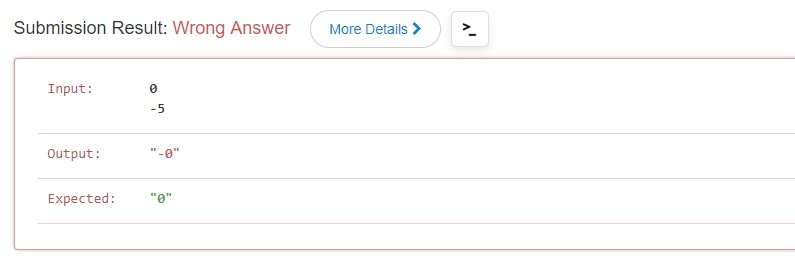 Submission Result: Wrong Answer More Details >_
Input: 0
-5
Output: "-0"
Expected: "0"